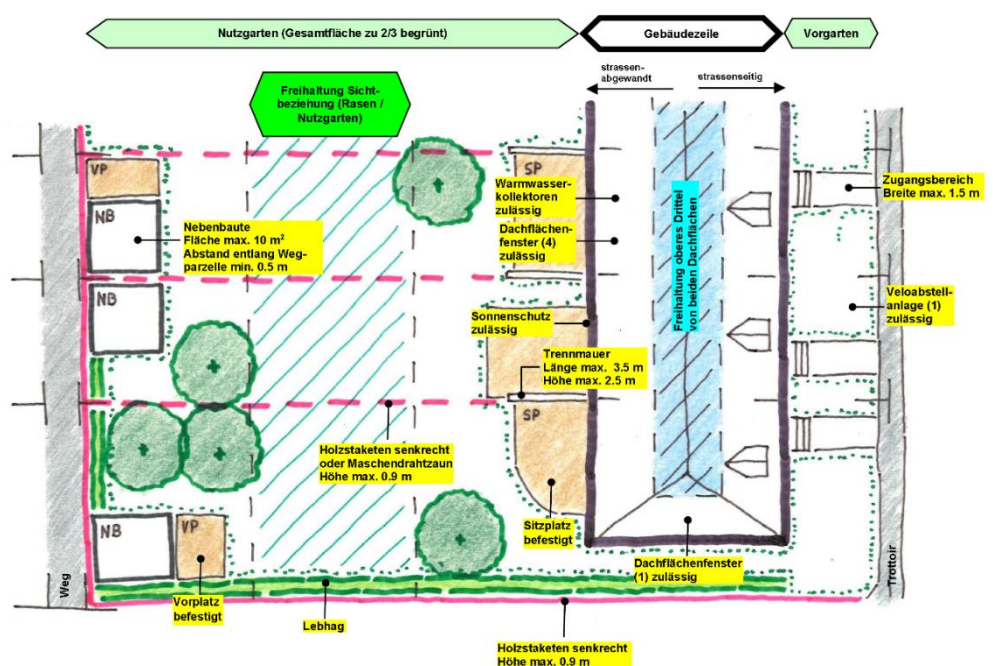 Nutzgarten (Gesamtfläche zu 2/3 begrünt)
Gebäudezeile
Vorgarten
strassen-
abgewandt
strassenseitig
Freihaltung Sicht-
beziehung (Rasen /
Nutzgarten)
VP
NB
Nebenbaute
Fläche max. 10 m²
Abstand entlang Weg-
parzelle min. 0.5 m
NB
SP
Warmwasser-
kollektoren
zulässig
Dachflächen-
fenster (4)
zulässig
Sonnenschutz
zulässig
Trennmauer
Länge max. 3.5 m
Höhe max. 2.5 m
Freihaltung oberes Drittel
von beiden Dachflächen
Zugangsbereich
Breite max. 1.5 m
Veloabstell-
anlage (1)
zulässig
SP
Holzstaketen senkrecht
oder Maschendrahtzaun
Höhe max. 0.9 m
Sitzplatz
befestigt
NB
VP
Dachflächenfenster
(1) zulässig
Weg
Trottoir
Vorplatz
befestigt
Lebhag
Holzstaketen senkrecht
Höhe max. 0.9 m